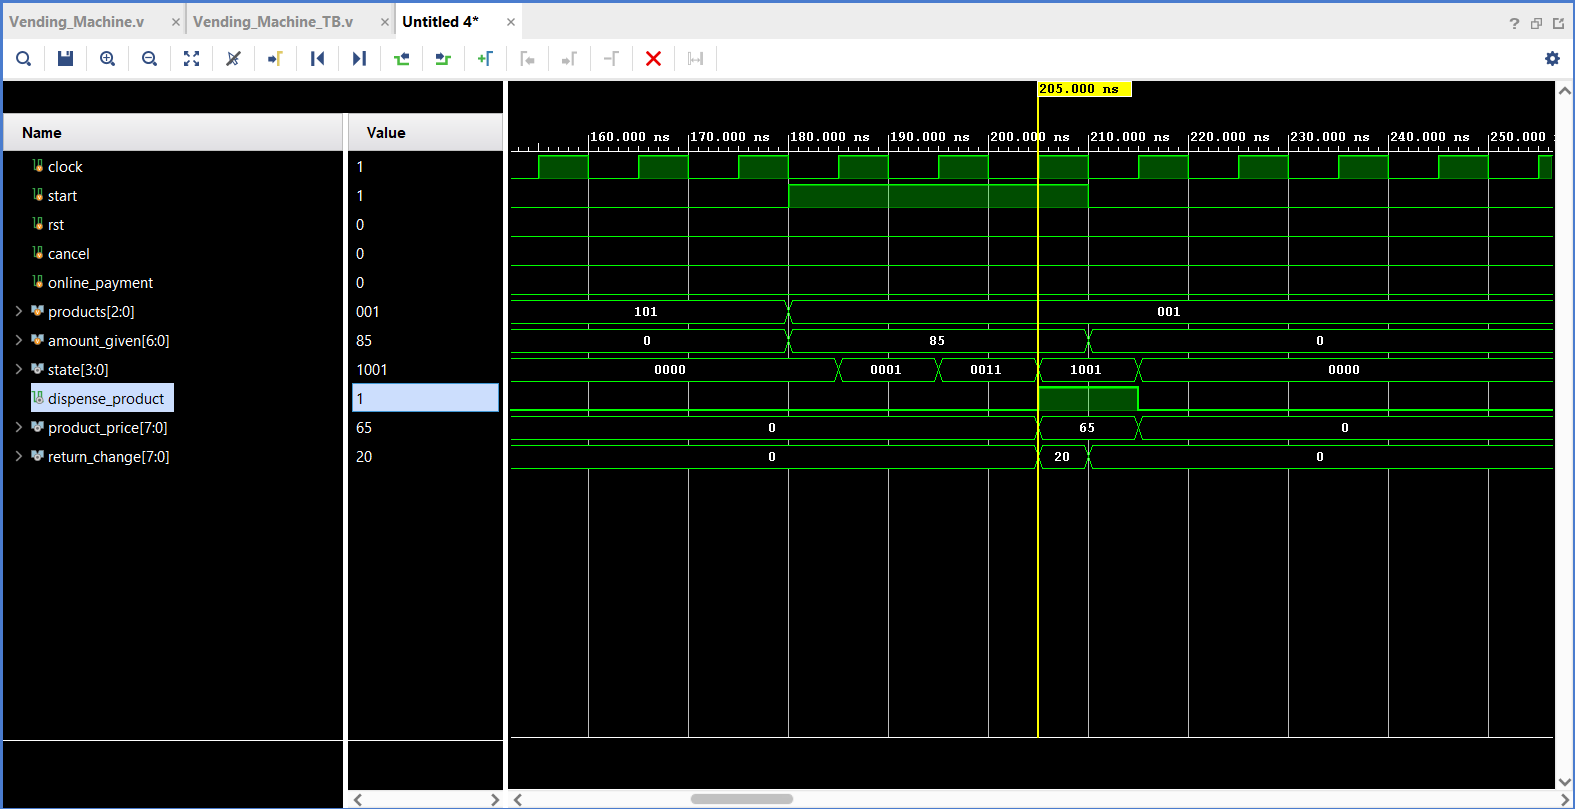 Vending_Machine.v × Vending_Machine_TB.v × Untitled 4* ×
?
205.000 ns
Name Value
160.000 ns 170.000 ns 180.000 ns 190.000 ns 200.000 ns 210.000 ns 220.000 ns 230.000 ns 240.000 ns 250.000
clock 1
start 1
rst 0
cancel 0
online_payment 0
products[2:0] 001 101 001
amount_given[6:0] 85 0 85 0
state[3:0] 1001 0000 0001 0011 1001 0000
dispense_product 1
product_price[7:0] 65 0 65 0
return_change[7:0] 20 0 20 0